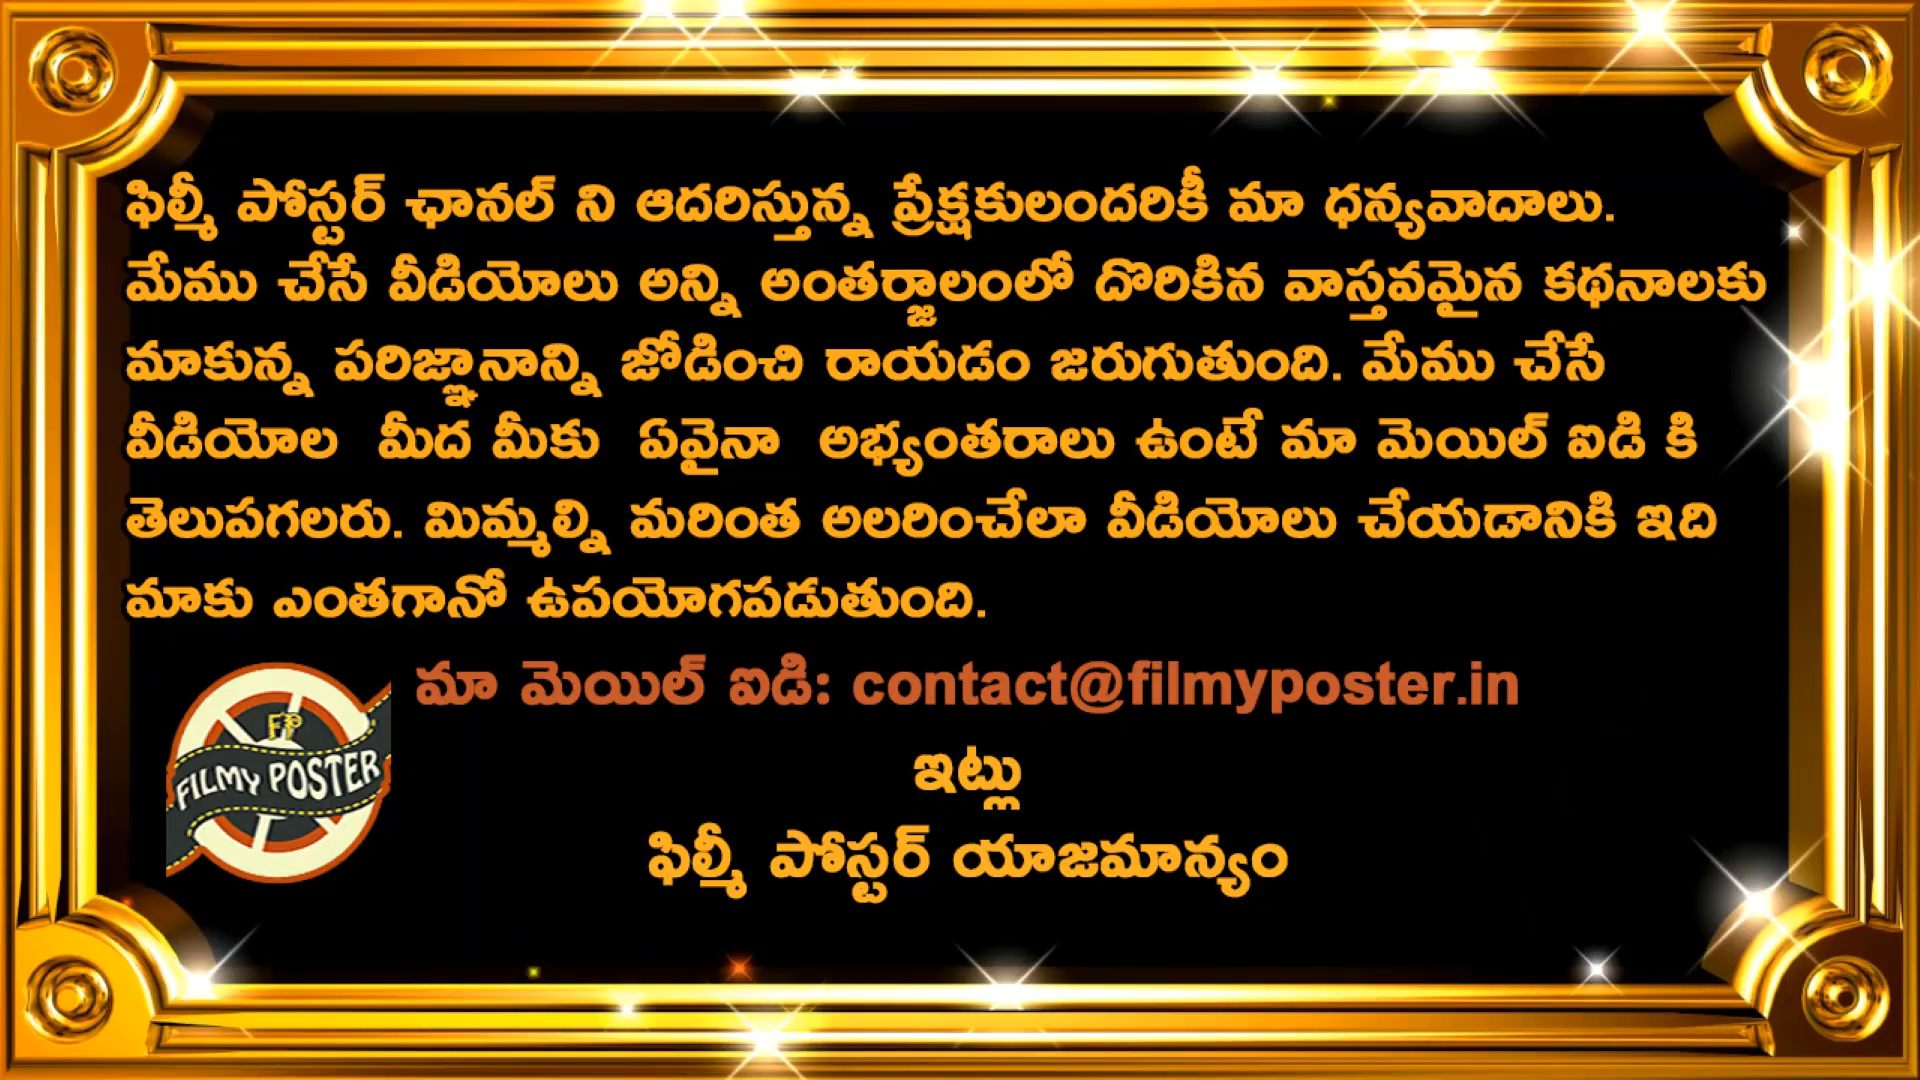 ఫిల్మీ పోస్టర్ ఛానల్ ని ఆదరిస్తున్న ప్రేక్షకులందరికీ మా ధన్యవాదాలు.
మేము చేసే వీడియోలు అన్ని అంతర్జాలంలో దొరికిన వాస్తవమైన కథనాలకు
మాకున్న పరిజ్ఞానాన్ని జోడించి రాయడం జరుగుతుంది. మేము చేసే
వీడియోల మీద మీకు ఏవైనా అభ్యంతరాలు ఉంటే మా మెయిల్ ఐడి కి
తెలుపగలరు. మిమ్మల్ని మరింత అలరించేలా వీడియోలు చేయడానికి ఇది
మాకు ఎంతగానో ఉపయోగపడుతుంది.
మా మెయిల్ ఐడి: contact@filmyposter.in
FP
FILMY POSTER
ఇట్లు
ఫిల్మీ పోస్టర్ యాజమాన్యం